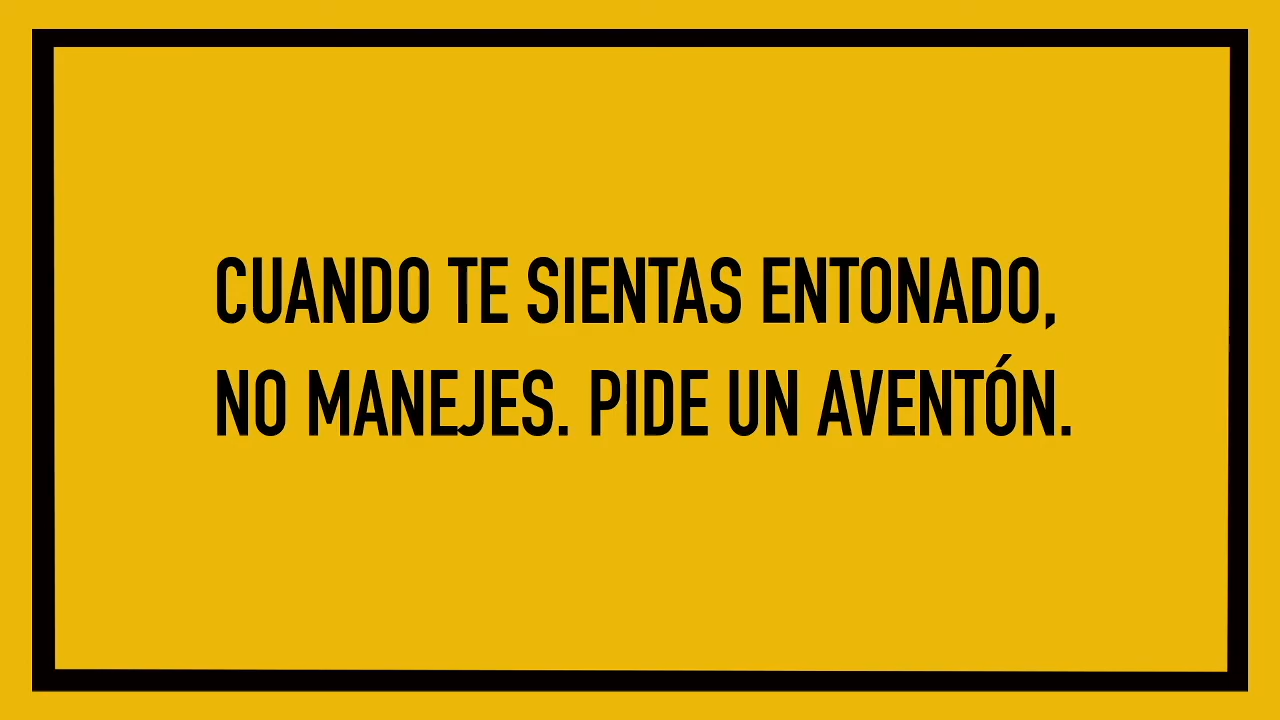 CUANDO TE SIENTAS ENTONADO,
NO MANEJES. PIDE UN AVENTÓN.